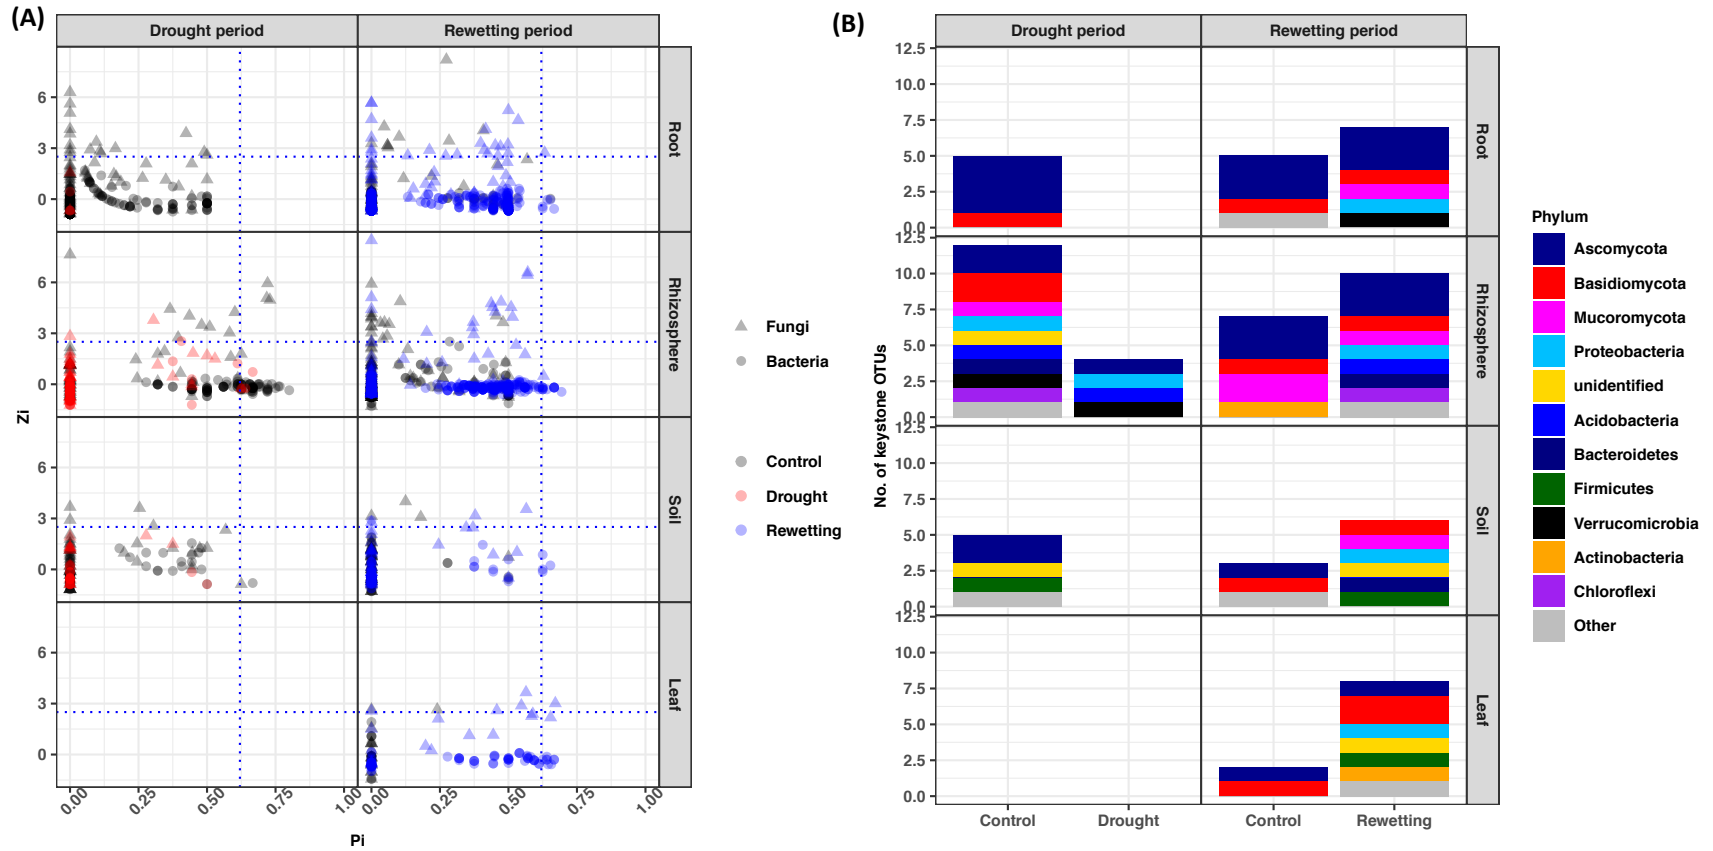 (A)
Drought period
Rewetting period
Zi
6
3
0
Root
6
3
0
Rhizosphere
6
3
0
Soil
6
3
0
Leaf
0.00
0.25
0.50
0.75
1.00
0.00
0.25
0.50
0.75
1.00
Pi
Fungi
Bacteria
Control
Drought
Rewetting
(B)
Drought period
Rewetting period
No. of keystone OTUs
12.5
10.0
7.5
5.0
2.5
0.0
Root
12.5
10.0
7.5
5.0
2.5
0.0
Rhizosphere
12.5
10.0
7.5
5.0
2.5
0.0
Soil
12.5
10.0
7.5
5.0
2.5
0.0
Leaf
Control
Drought
Control
Rewetting
Phylum
Ascomycota
Basidiomycota
Mucoromycota
Proteobacteria
unidentified
Acidobacteria
Bacteroidetes
Firmicutes
Verrucomicrobia
Actinobacteria
Chloroflexi
Other